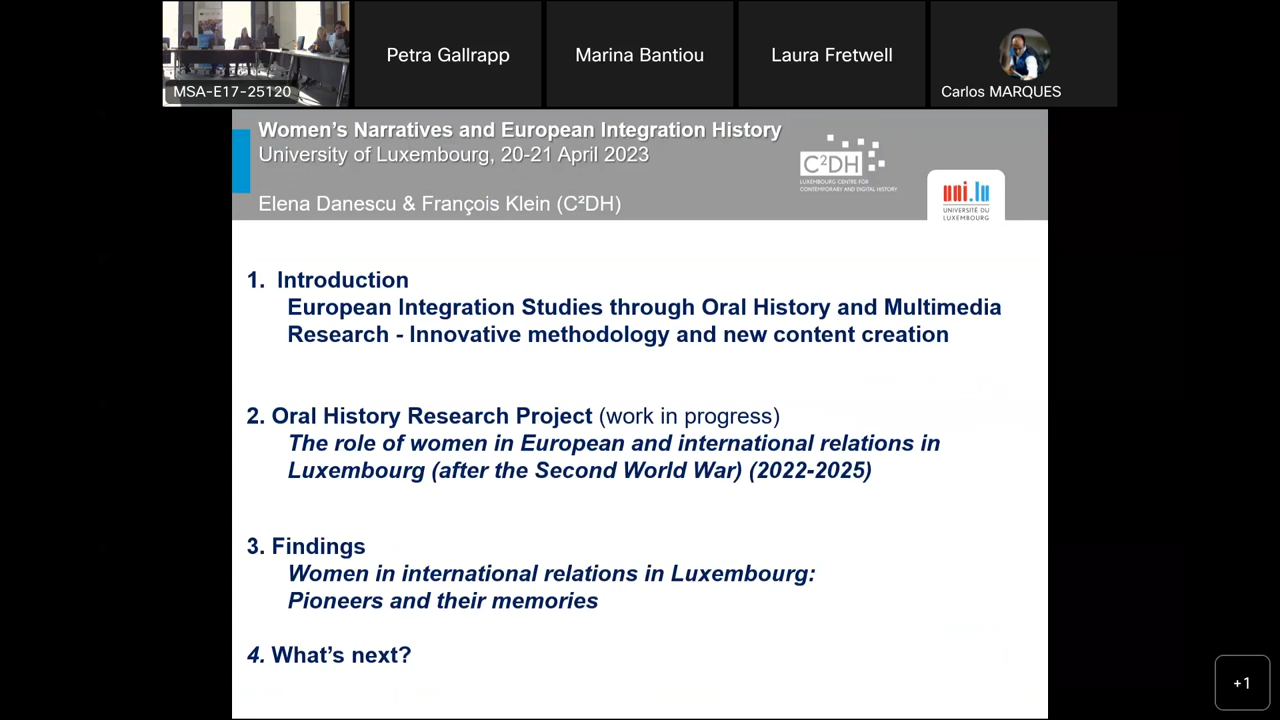 MSA-E17-25120
Petra Gallrapp
Marina Bantiou
Laura Fretwell
Carlos MARQUES
Women's Narratives and European Integration History
University of Luxembourg, 20-21 April 2023
Elena Danescu & François Klein (C²DH)
C²DH
LUXEMBOURG CENTRE FOR
CONTEMPORARY AND DIGITAL HISTORY
uni.lu
UNIVERSITÉ DU
LUXEMBOURG
1. Introduction
European Integration Studies through Oral History and Multimedia
Research - Innovative methodology and new content creation
2. Oral History Research Project (work in progress)
The role of women in European and international relations in
Luxembourg (after the Second World War) (2022-2025)
3. Findings
Women in international relations in Luxembourg:
Pioneers and their memories
4. What's next?
+1